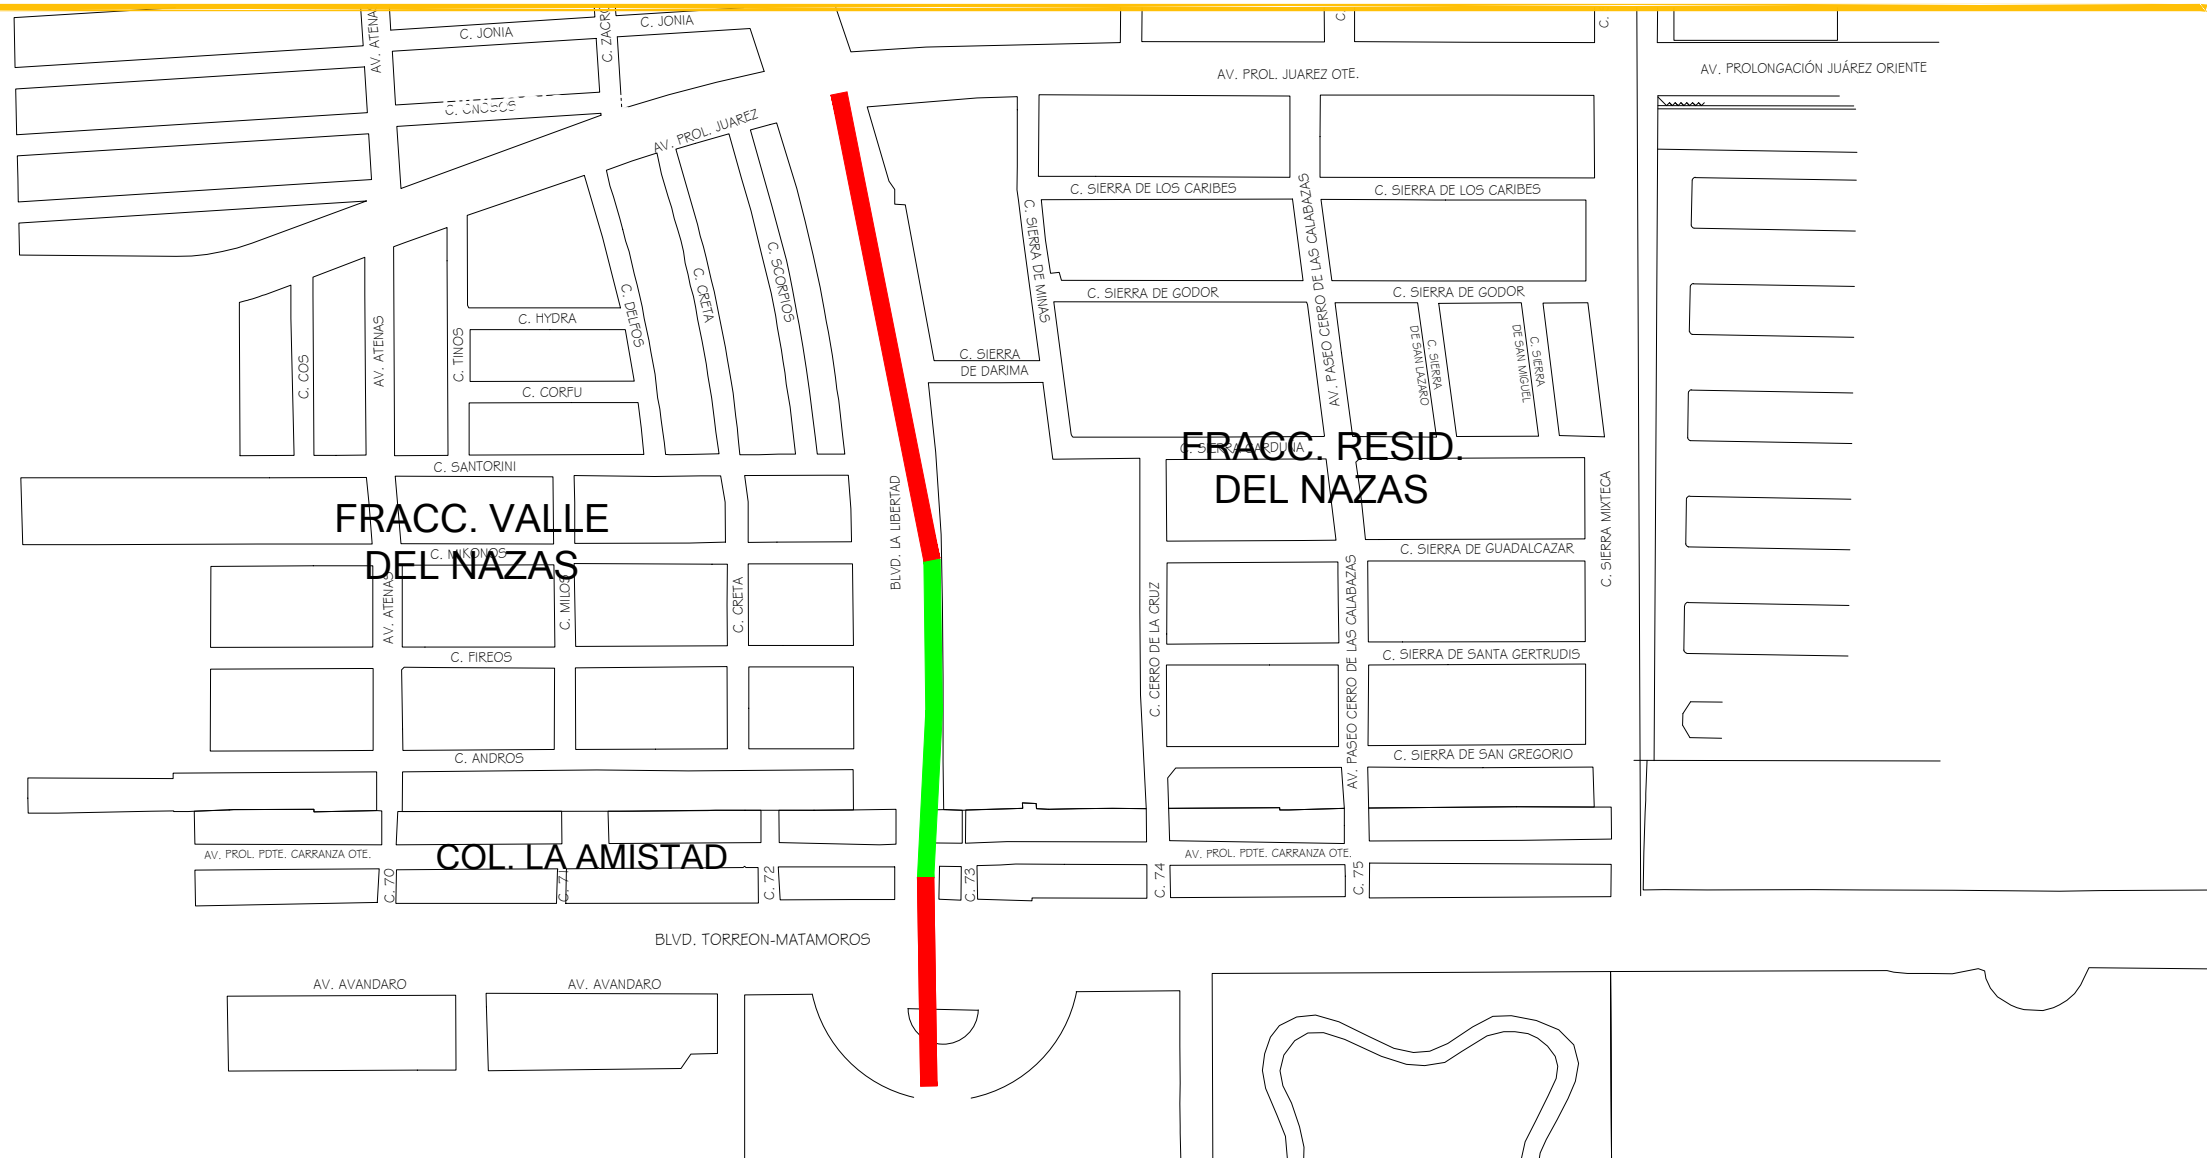 C. JONIA
C. JONIA
AV. ATENAS
C.
C.
AV. PROL. JUAREZ OTE.
AV. PROLONGACIÓN JUÁREZ ORIENTE
AV. PROL. JUAREZ
C. SIERRA DE LOS CARIBES
C. SIERRA DE LOS CARIBES
C. SIERRA DE MINAS
AV. PASEO CERRO DE LAS CALABAZAS
C. SIERRA DE GODOR
C. SIERRA DE GODOR
C. SCORPIOS
C. CRETA
C. DELFOS
C. HYDRA
C. TINOS
AV. ATENAS
C. COS
C. CORFU
C. SIERRA
DE DARIMA
C. SIERRA
DE SAN LAZARO
C. SIERRA
DE SAN MIGUEL
C. SANTORINI
FRACC. RESID.
DEL NAZAS
FRACC. VALLE
DEL NAZAS
C. MIKONOS
BLVD. LA LIBERTAD
C. SIERRA MIXTECA
C. SIERRA DE GUADALCAZAR
AV. ATENAS
C. MILOS
C. CRETA
C. CERRO DE LA CRUZ
AV. PASEO CERRO DE LAS CALABAZAS
C. FIREOS
C. SIERRA DE SANTA GERTRUDIS
C. ANDROS
C. SIERRA DE SAN GREGORIO
AV. PROL. PDTE. CARRANZA OTE.
COL. LA AMISTAD
AV. PROL. PDTE. CARRANZA OTE.
C. 70
C. 71
C. 72
C. 73
C. 74
C. 75
BLVD. TORREON-MATAMOROS
AV. AVANDARO
AV. AVANDARO